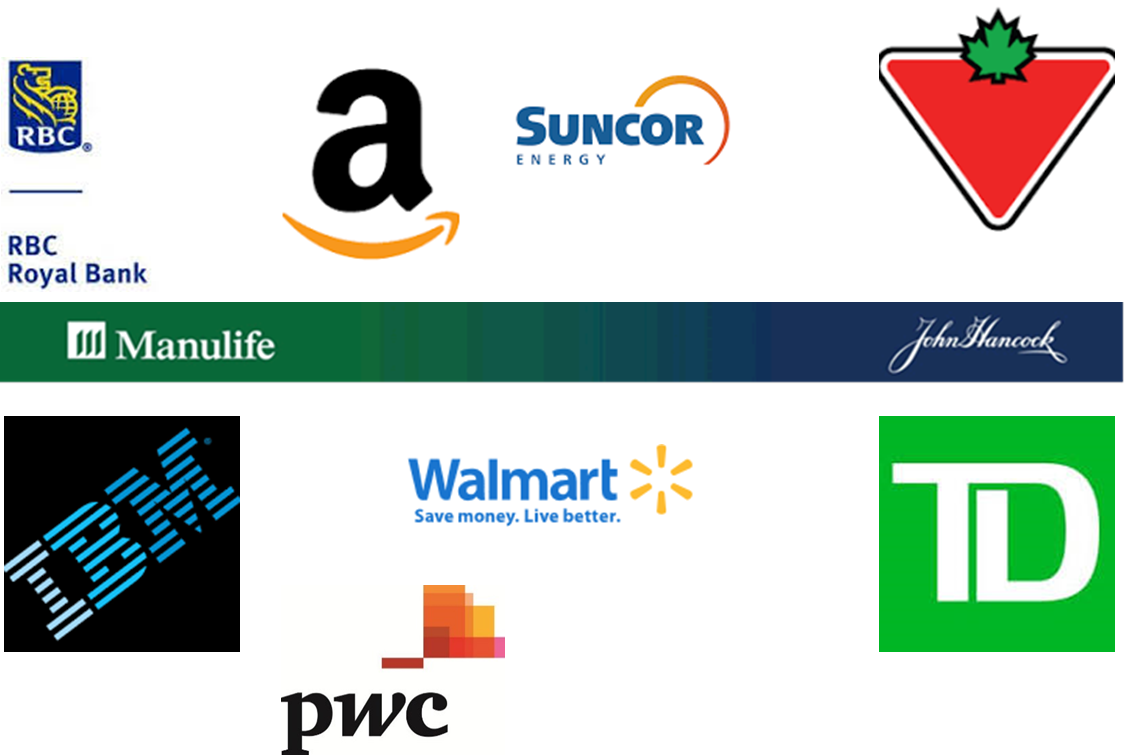 RBC®
RBC
Royal Bank
a
SUNCOR
ENERGY
Manulife
John Hancock
IBM
Walmart
Save money. Live better.
TD
pwc